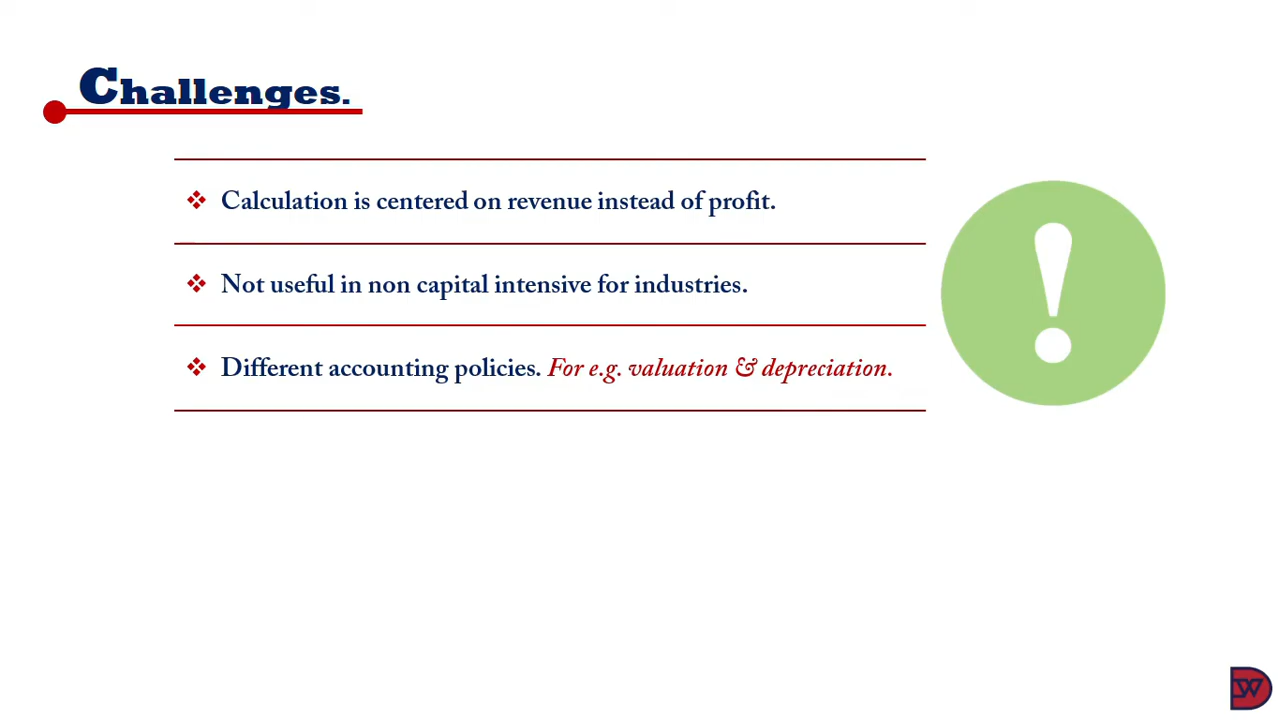 Challenges.
❖ Calculation is centered on revenue instead of profit.
❖ Not useful in non capital intensive for industries.
❖ Different accounting policies. For e.g. valuation & depreciation.
DW